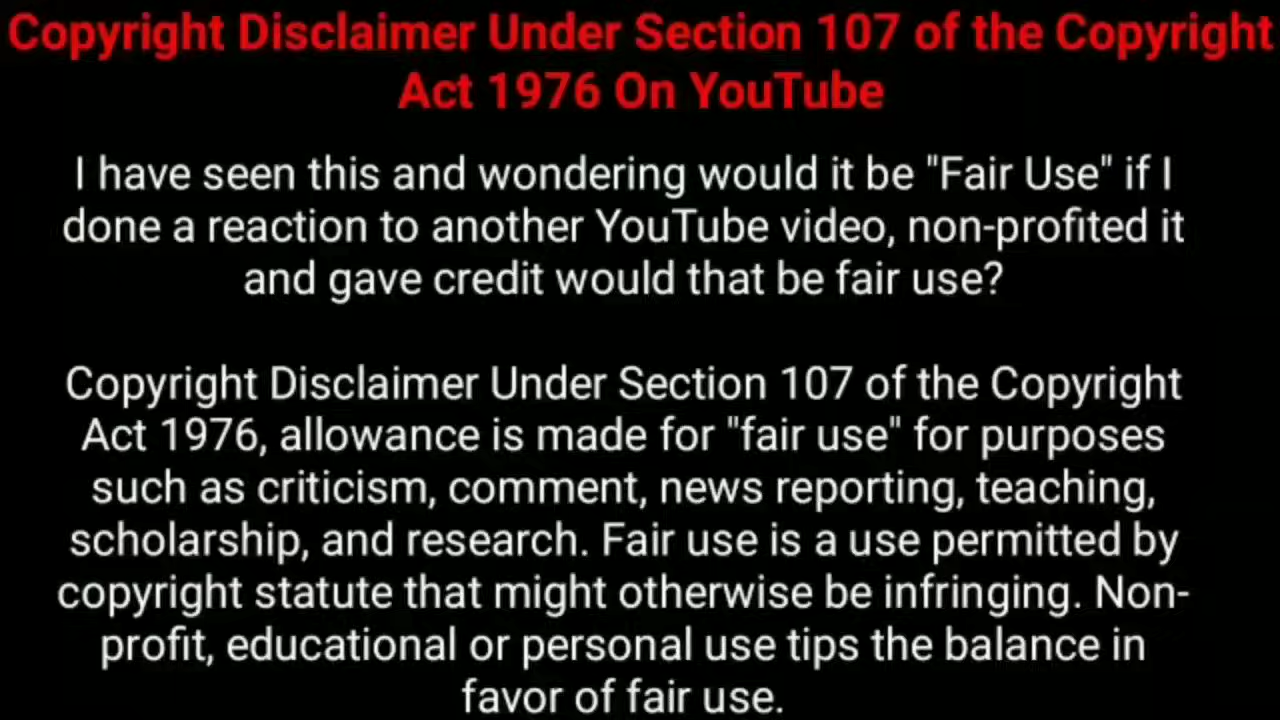 Copyright Disclaimer Under Section 107 of the Copyright
Act 1976 On YouTube
I have seen this and wondering would it be "Fair Use" if I
done a reaction to another YouTube video, non-profited it
and gave credit would that be fair use?
Copyright Disclaimer Under Section 107 of the Copyright
Act 1976, allowance is made for "fair use" for purposes
such as criticism, comment, news reporting, teaching,
scholarship, and research. Fair use is a use permitted by
copyright statute that might otherwise be infringing. Non-
profit, educational or personal use tips the balance in
favor of fair use.